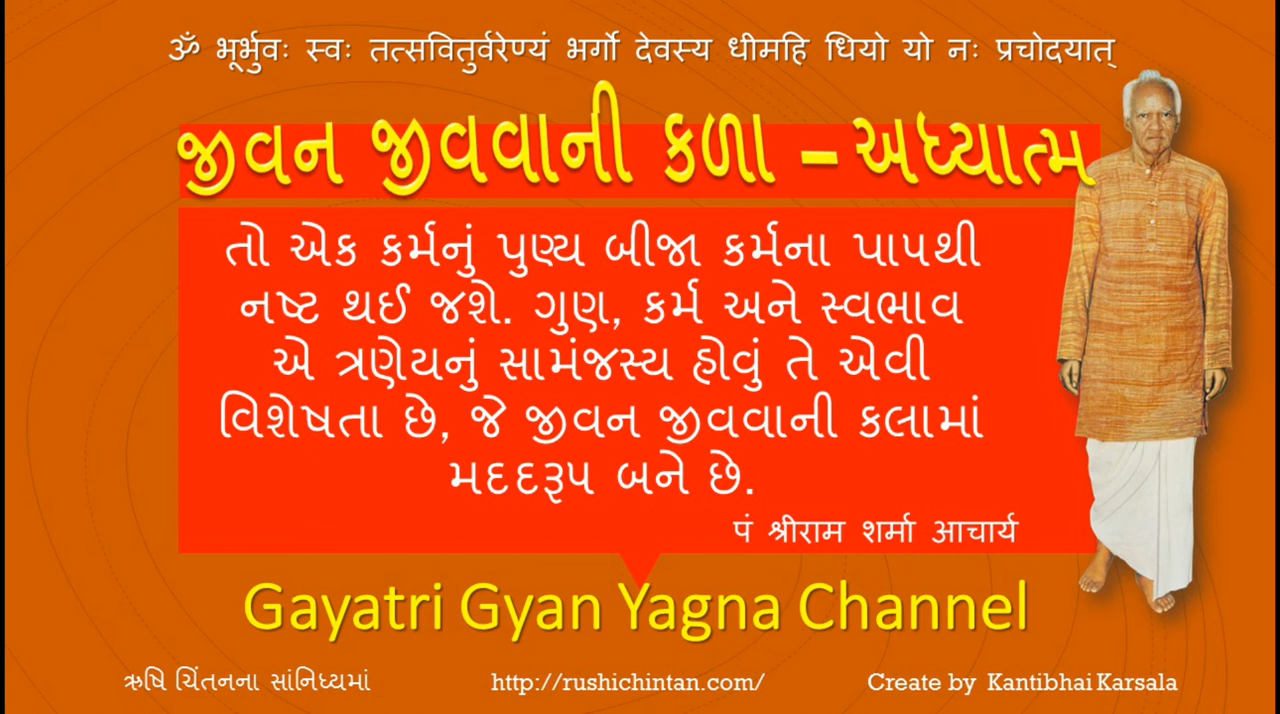 ૐ भूर्भुवः स्वः तत्सवितुर्वरेण्यं भर्गो देवस्य धीमहि धियो यो नः प्रचोदयात्
જીવન જીવવાની કળા – અધ્યાત્મ
તો એક કર્મનું પુણ્ય બીજા કર્મના પાપથી
નષ્ટ થઈ જશે. ગુણ, કર્મ અને સ્વભાવ
એ ત્રણેયનું સામંજસ્ય હોવું તે એવી
વિશેષતા છે, જે જીવન જીવવાની કલામાં
મદદરૂપ બને છે.
पं श्रीराम शर्मा आचार्य
Gayatri Gyan Yagna Channel
ઋષિ ચિંતનના સાંનિધ્યમાં
http://rushichintan.com/
Create by Kantibhai Karsala